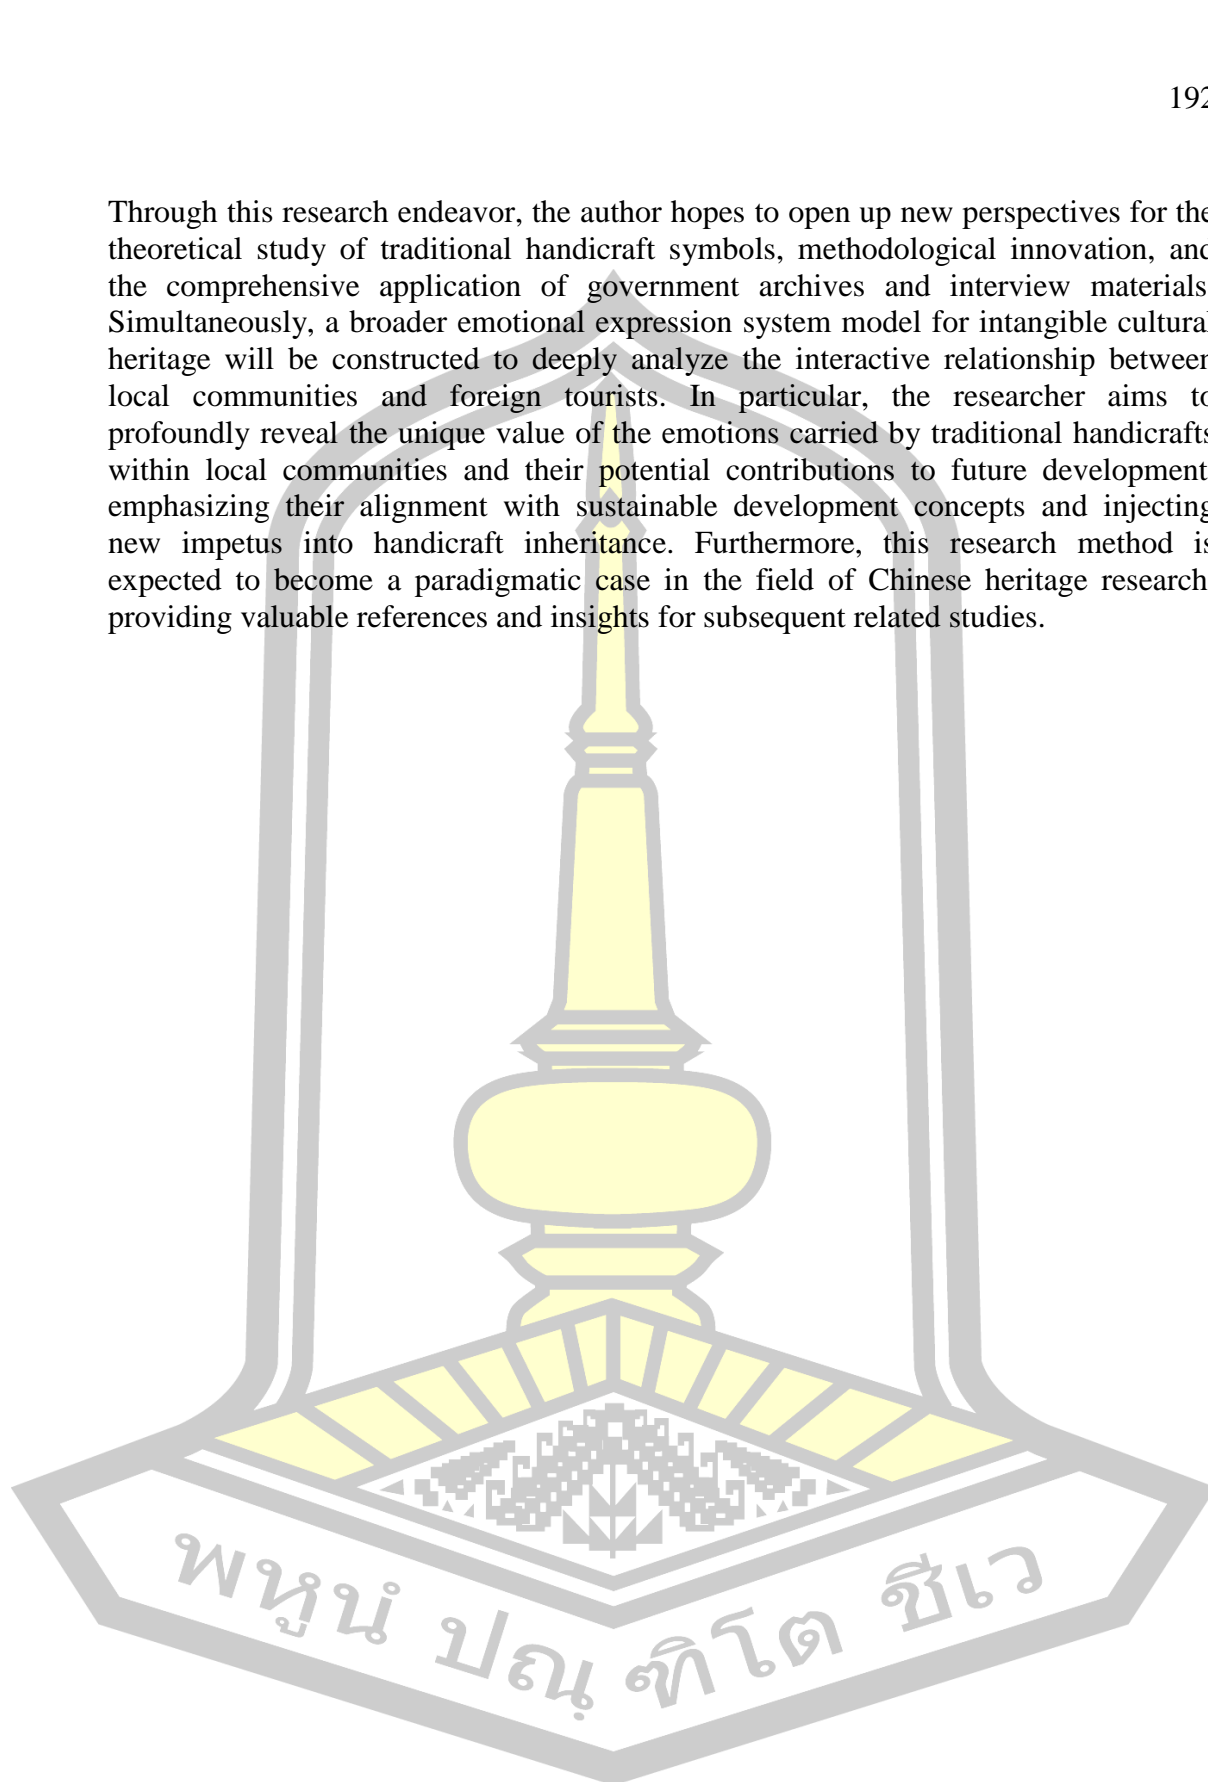 192
Through this research endeavor, the author hopes to open up new perspectives for the
theoretical study of traditional handicraft symbols, methodological innovation, and
the comprehensive application of government archives and interview materials.
Simultaneously, a broader emotional expression system model for intangible cultural
heritage will be constructed to deeply analyze the interactive relationship between
local communities and foreign tourists. In particular, the researcher aims to
profoundly reveal the unique value of the emotions carried by traditional handicrafts
within local communities and their potential contributions to future development,
emphasizing their alignment with sustainable development concepts and injecting
new impetus into handicraft inheritance. Furthermore, this research method is
expected to become a paradigmatic case in the field of Chinese heritage research,
providing valuable references and insights for subsequent related studies.
พหูนํ ปณฺ ฑิโต ชีเว